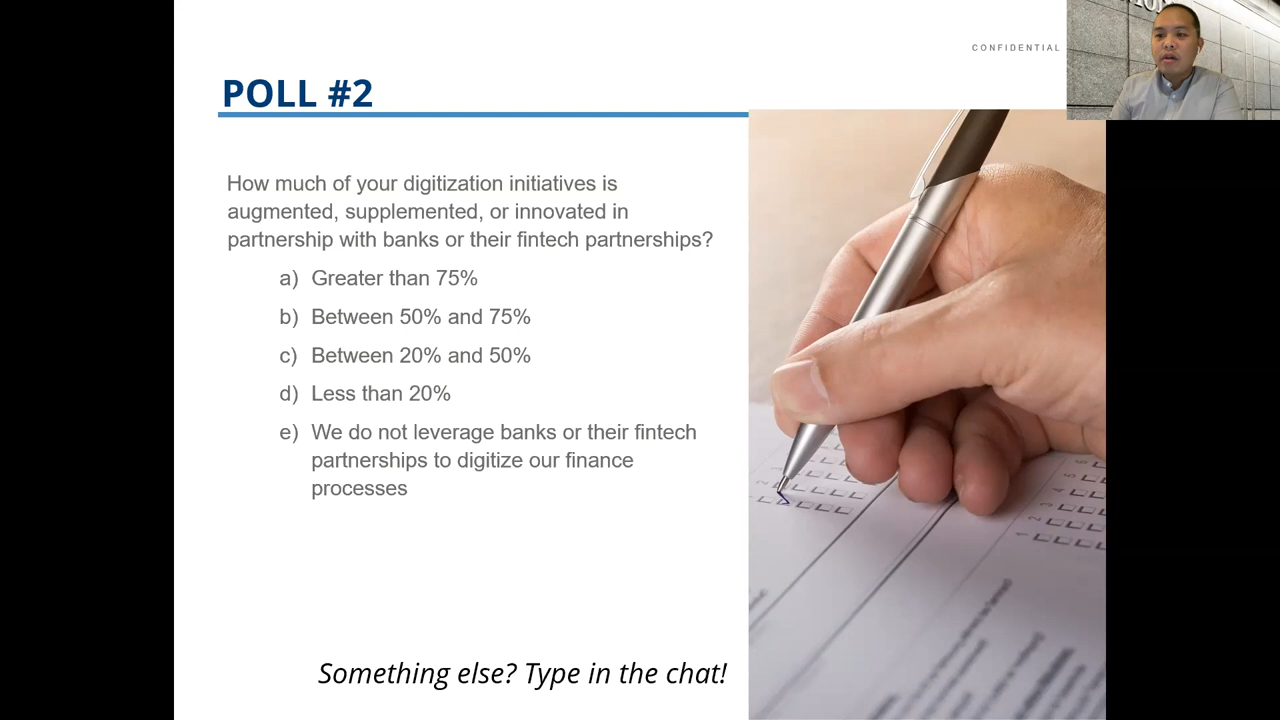 CONFIDENTIAL
POLL #2
How much of your digitization initiatives is
augmented, supplemented, or innovated in
partnership with banks or their fintech partnerships?
a) Greater than 75%
b) Between 50% and 75%
c) Between 20% and 50%
d) Less than 20%
e) We do not leverage banks or their fintech
partnerships to digitize our finance
processes
Something else? Type in the chat!